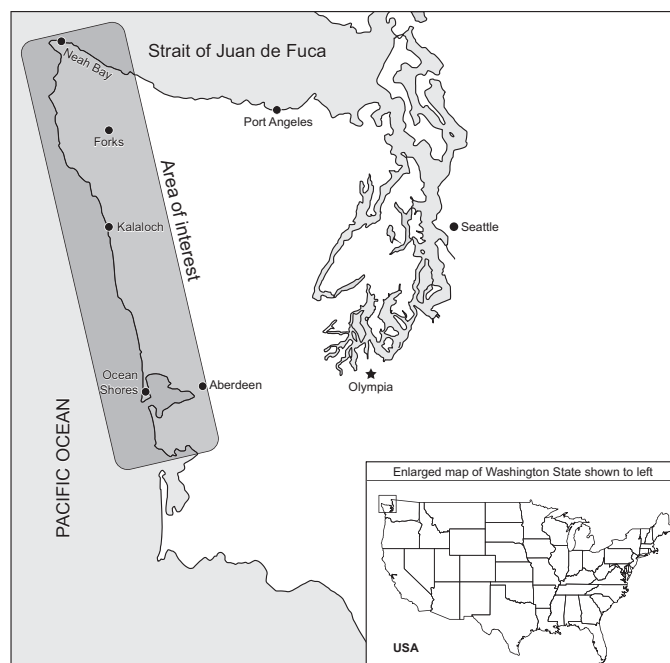 Strait of Juan de Fuca
Neah Bay
Port Angeles
Forks
Area of interest
Kalaloch
Seattle
Ocean
Shores
Aberdeen
Olympia
PACIFIC OCEAN
Enlarged map of Washington State shown to left
USA